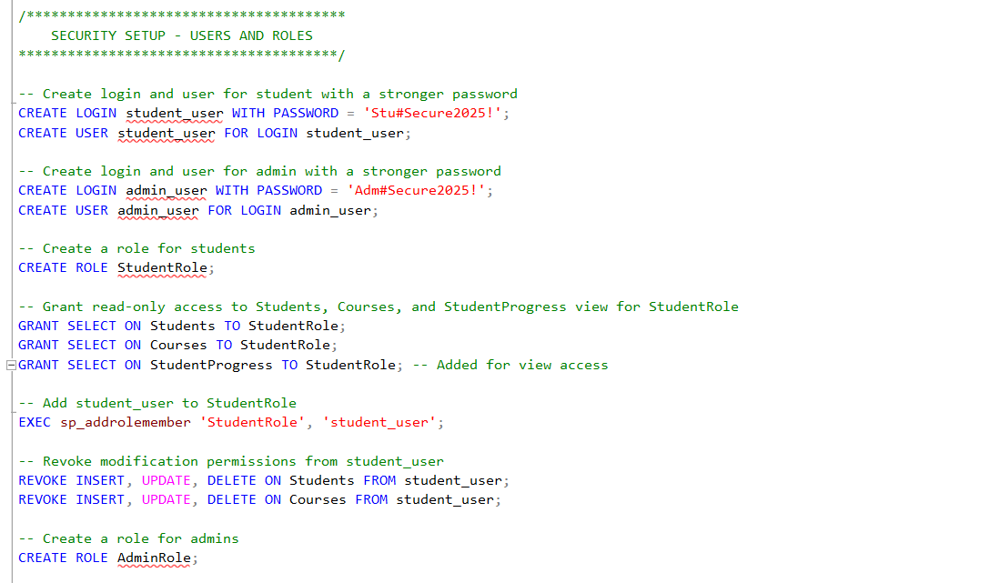 /***************************************
    SECURITY SETUP - USERS AND ROLES
***************************************/
-- Create login and user for student with a stronger password
CREATE LOGIN student_user WITH PASSWORD = 'Stu#Secure2025!';
CREATE USER student_user FOR LOGIN student_user;
-- Create login and user for admin with a stronger password
CREATE LOGIN admin_user WITH PASSWORD = 'Adm#Secure2025!';
CREATE USER admin_user FOR LOGIN admin_user;
-- Create a role for students
CREATE ROLE StudentRole;
-- Grant read-only access to Students, Courses, and StudentProgress view for StudentRole
GRANT SELECT ON Students TO StudentRole;
GRANT SELECT ON Courses TO StudentRole;
GRANT SELECT ON StudentProgress TO StudentRole; -- Added for view access
-- Add student_user to StudentRole
EXEC sp_addrolemember 'StudentRole', 'student_user';
-- Revoke modification permissions from student_user
REVOKE INSERT, UPDATE, DELETE ON Students FROM student_user;
REVOKE INSERT, UPDATE, DELETE ON Courses FROM student_user;
-- Create a role for admins
CREATE ROLE AdminRole;